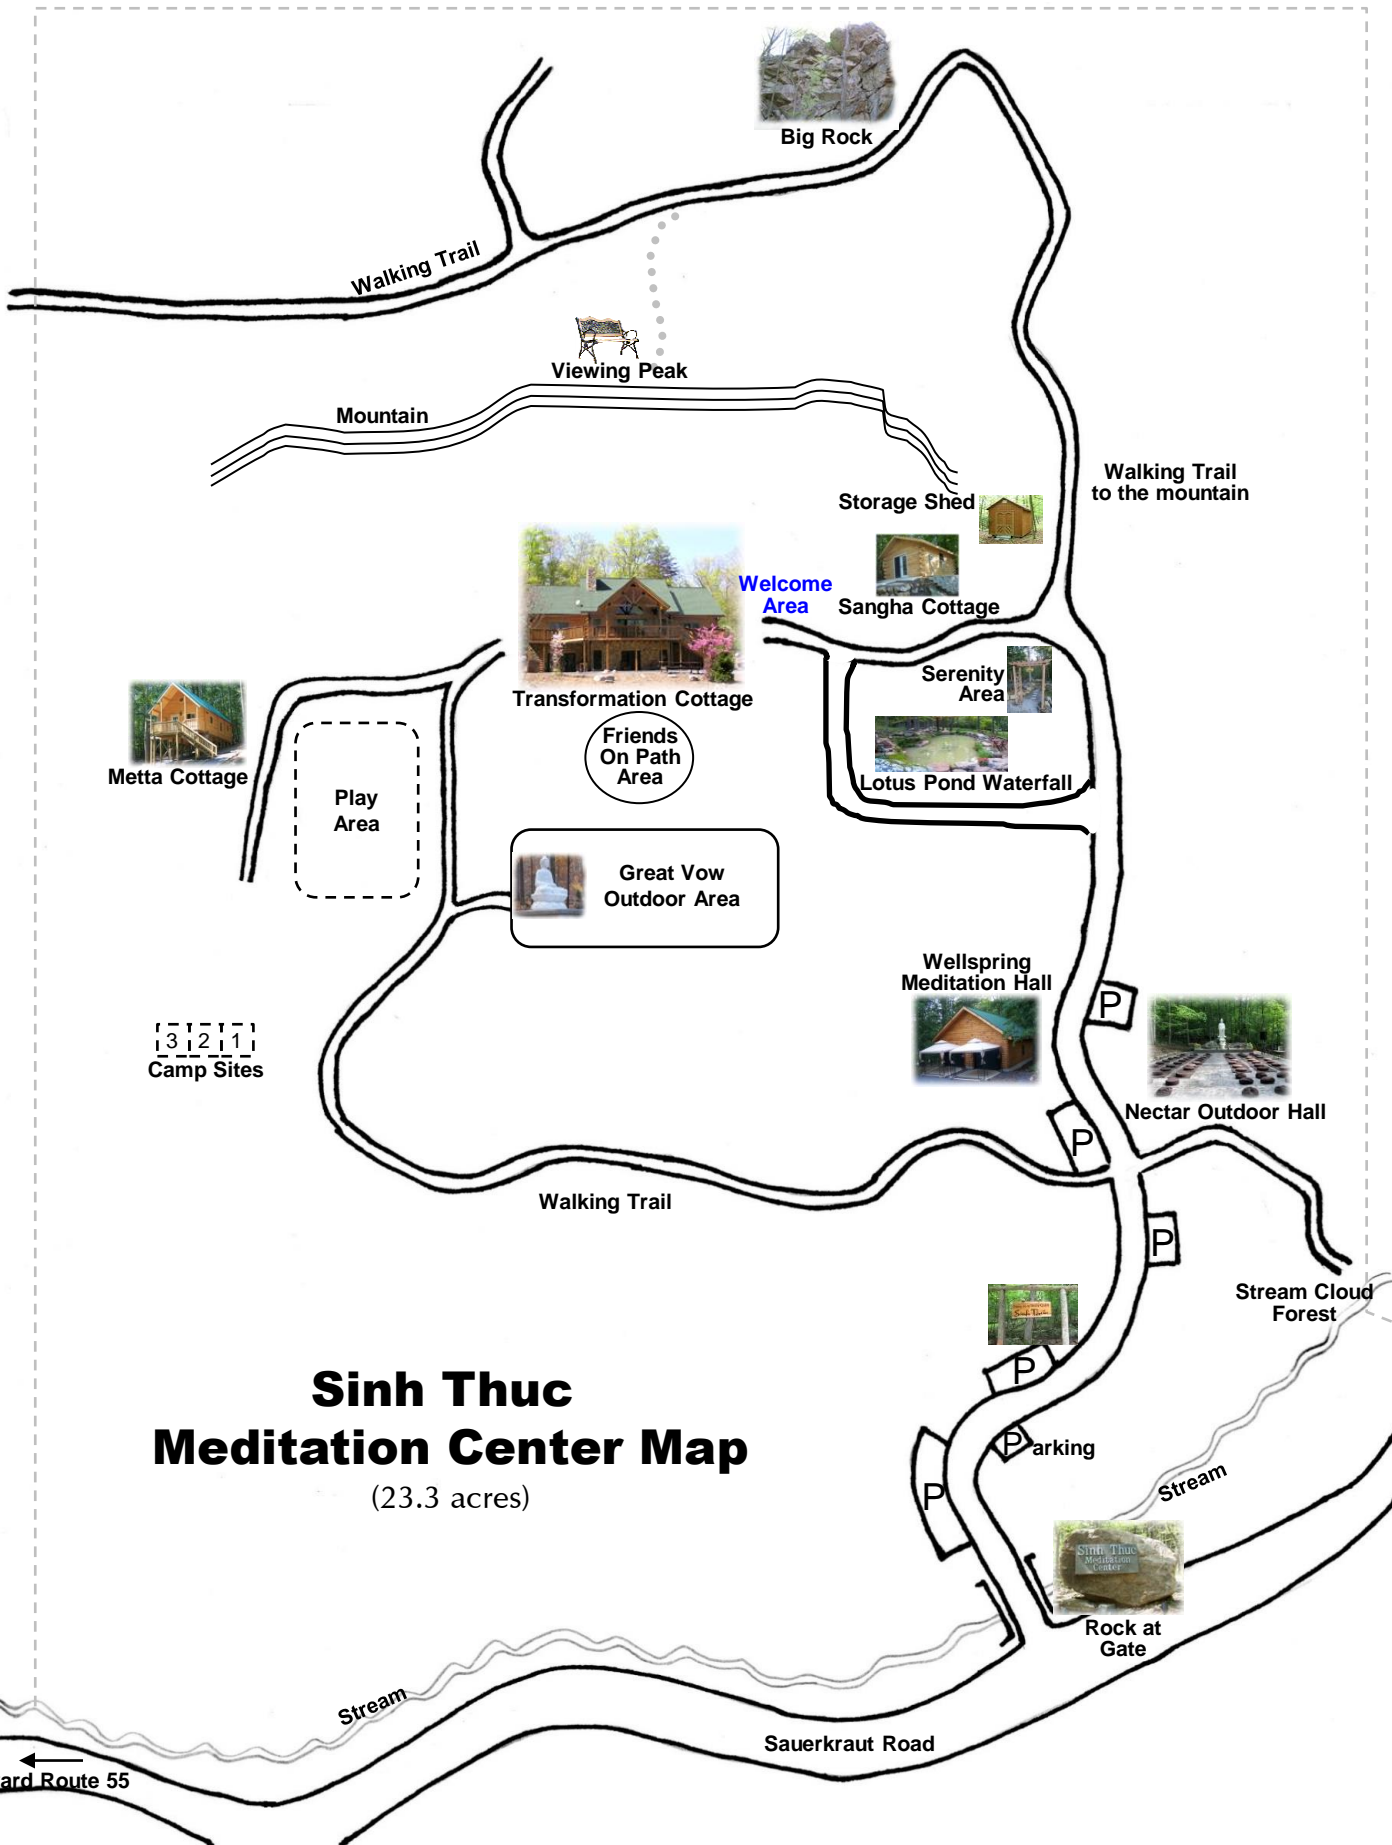 Big Rock
Walking Trail
Viewing Peak
Mountain
Walking Trail
to the mountain
Storage Shed
Welcome
Area
Sangha Cottage
Serenity
Area
Transformation Cottage
Metta Cottage
Friends
On Path
Area
Lotus Pond Waterfall
Play
Area
Great Vow
Outdoor Area
Wellspring
Meditation Hall
P
3 2 1
Camp Sites
Nectar Outdoor Hall
P
Walking Trail
P
Stream Cloud
Forest
P
Sinh Thuc
Meditation Center Map
(23.3 acres)
Parking
P
Stream
Sinh Thuc
Meditation
Center
Rock at
Gate
Stream
Sauerkraut Road
ard Route 55